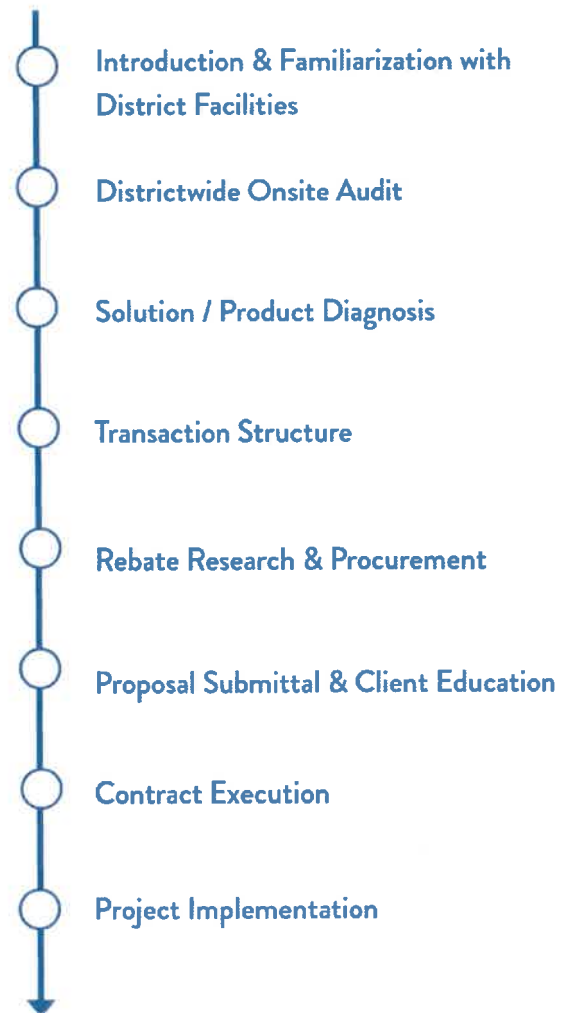 Introduction & Familiarization with
District Facilities
Districtwide Onsite Audit
Solution / Product Diagnosis
Transaction Structure
Rebate Research & Procurement
Proposal Submittal & Client Education
Contract Execution
Project Implementation